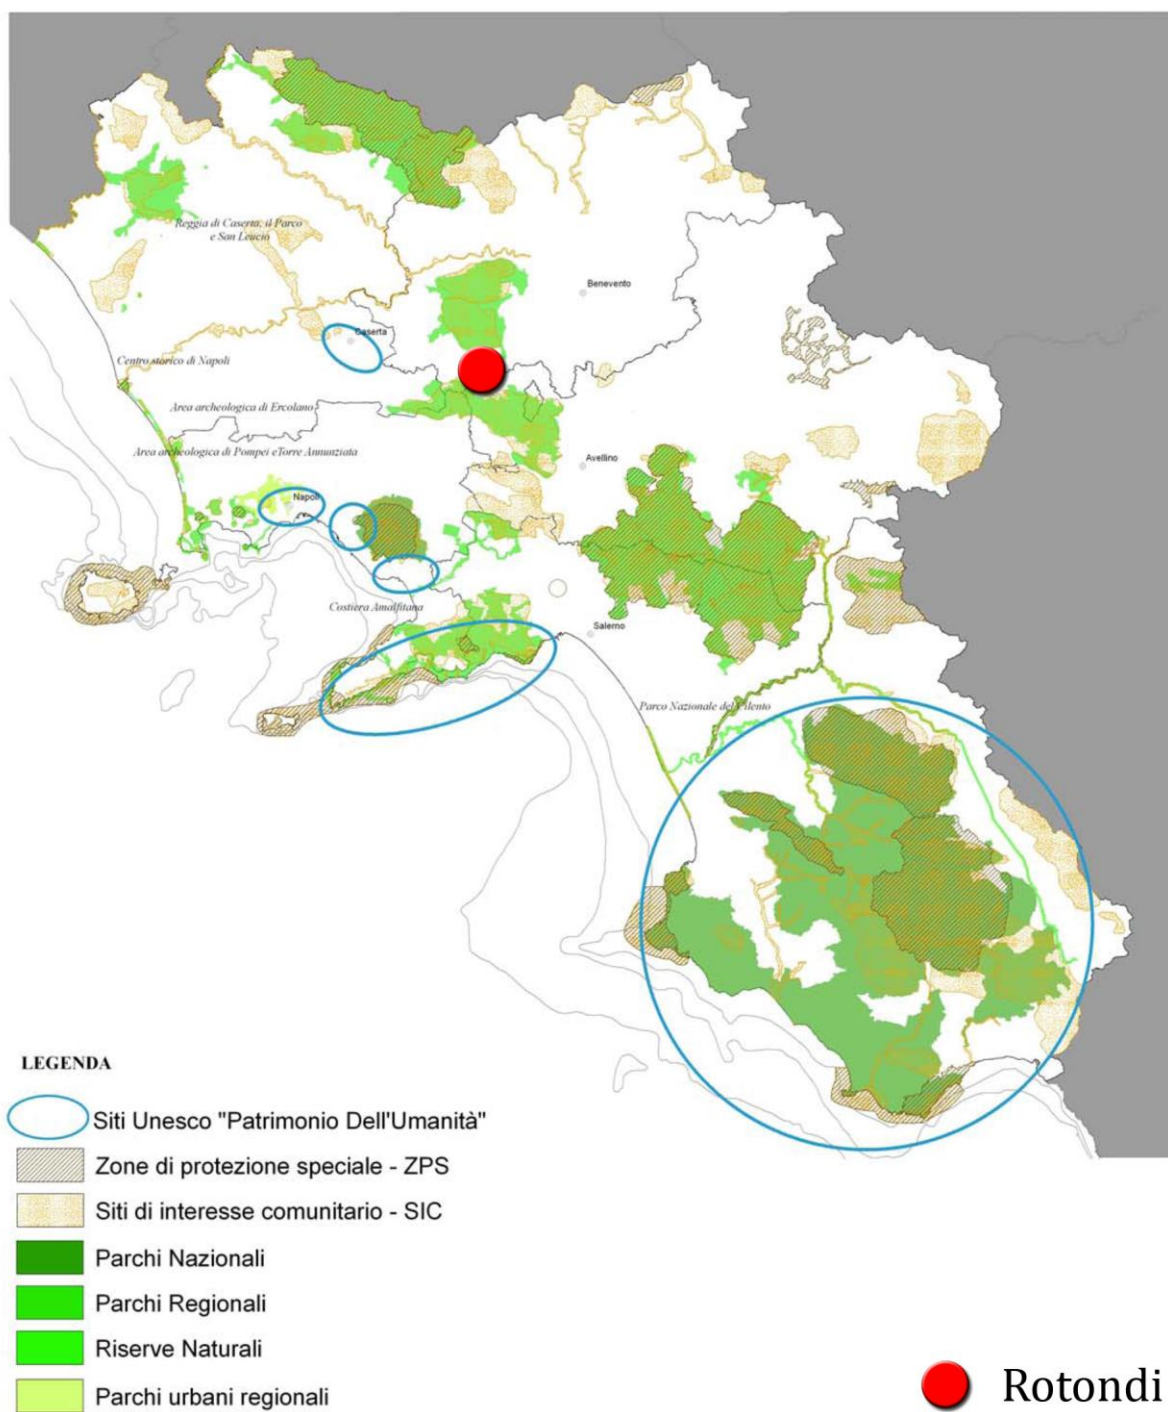 Reggia di Caserta, il Parco
e San Leucio
Benevento
Caserta
Centro storico di Napoli
Area archeologica di Ercolano
Area archeologica di Pompei eTorre Annunziata
Avellino
Napoli
Costiera Amalfitana
Salerno
Parco Nazionale del Cilento
LEGENDA
Siti Unesco "Patrimonio Dell'Umanità"
Zone di protezione speciale - ZPS
Siti di interesse comunitario - SIC
Parchi Nazionali
Parchi Regionali
Riserve Naturali
Parchi urbani regionali
Rotondi